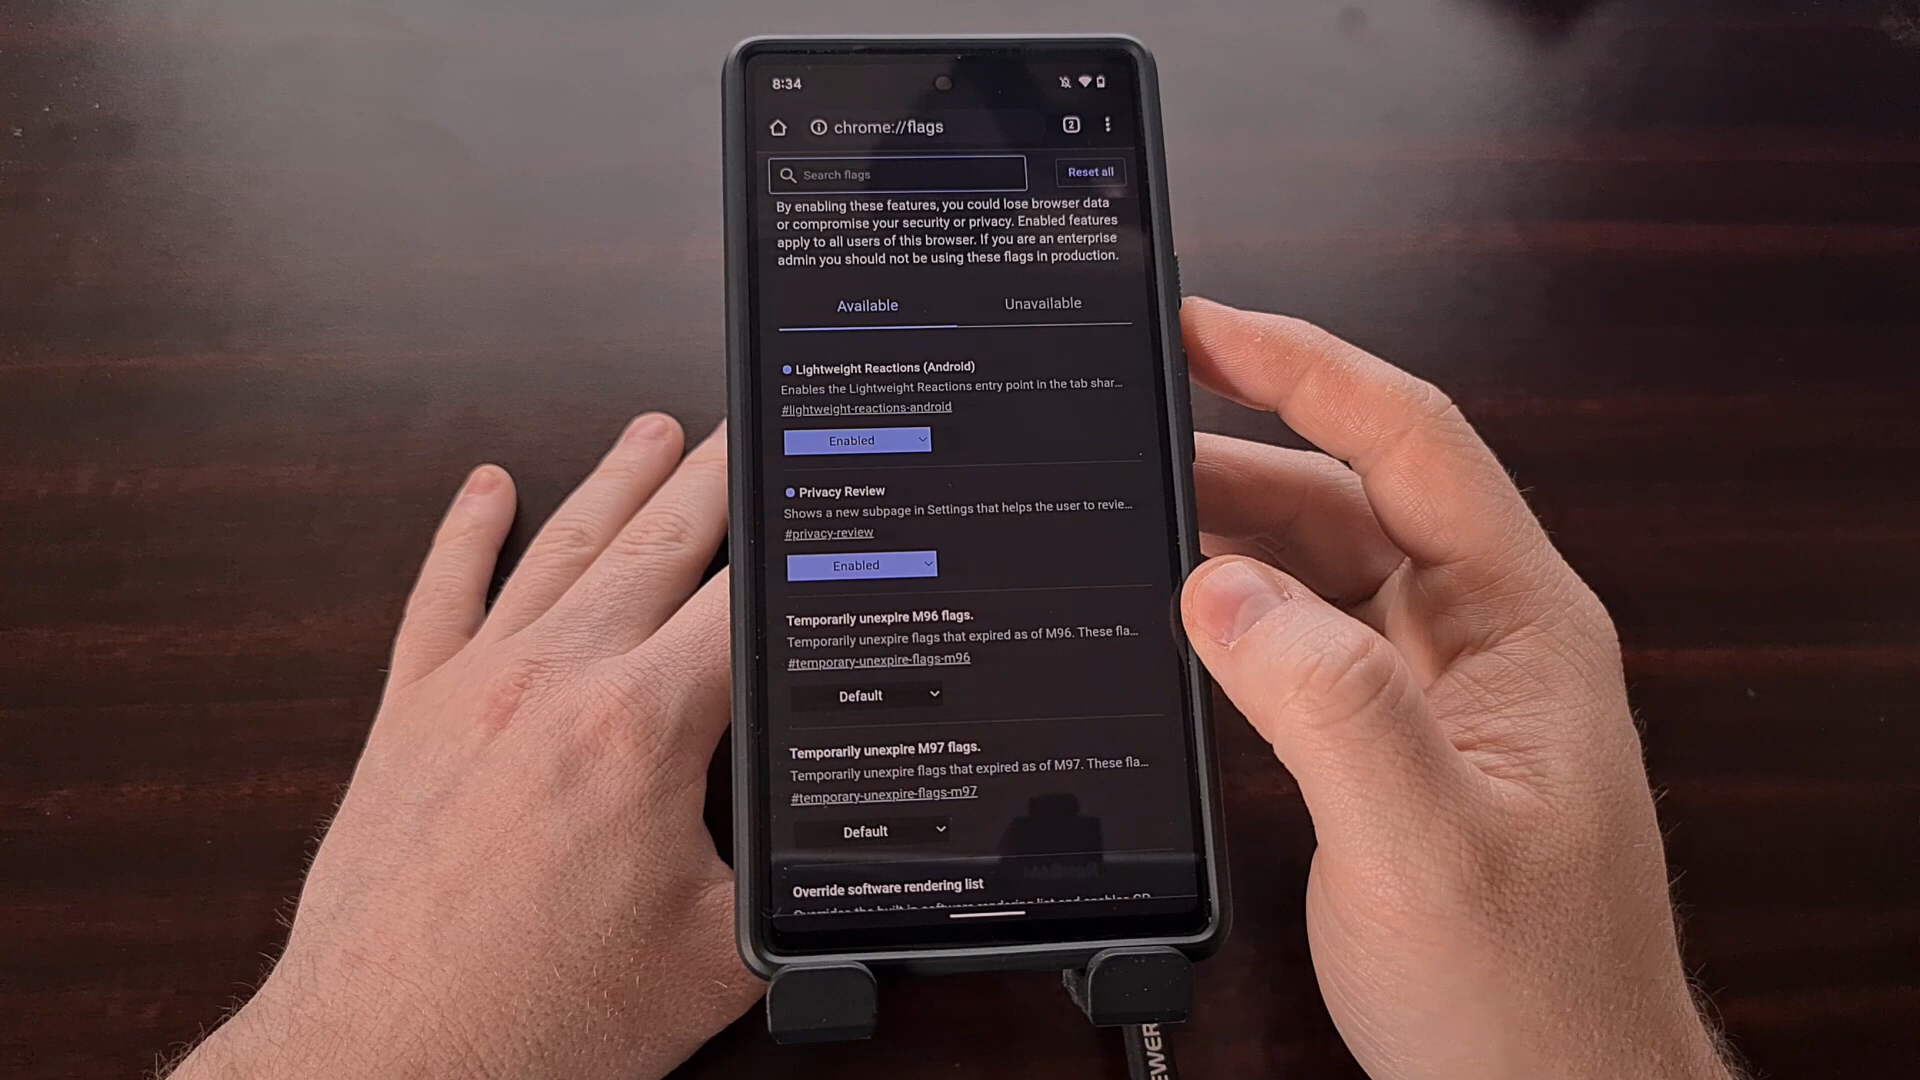 8:34
chrome://flags
2
Search flags
Reset all
By enabling these features, you could lose browser data
or compromise your security or privacy. Enabled features
apply to all users of this browser. If you are an enterprise
admin you should not be using these flags in production.
Available
Unavailable
Lightweight Reactions (Android)
Enables the Lightweight Reactions entry point in the tab shar...
#lightweight-reactions-android
Enabled
Privacy Review
Shows a new subpage in Settings that helps the user to revie...
#privacy-review
Enabled
Temporarily unexpire M96 flags.
Temporarily unexpire flags that expired as of M96. These fla...
#temporary-unexpire-flags-m96
Default
Temporarily unexpire M97 flags.
Temporarily unexpire flags that expired as of M97. These fla...
#temporary-unexpire-flags-m97
Default
Override software rendering list